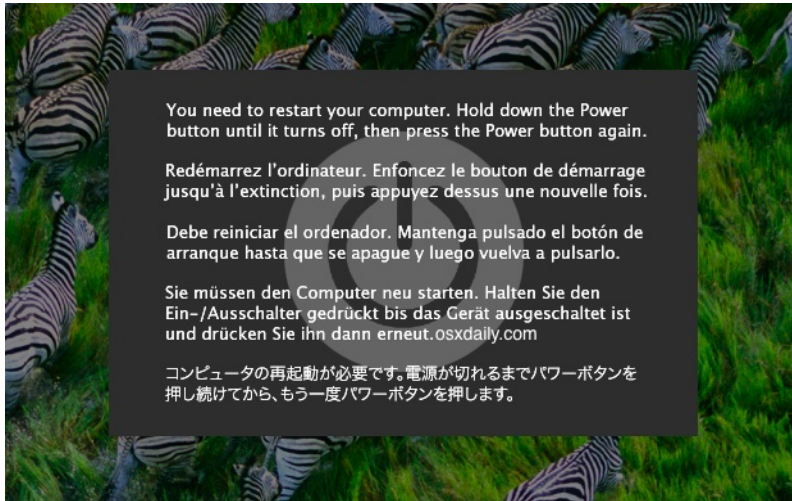 You need to restart your computer. Hold down the Power
button until it turns off, then press the Power button again.
Redémarrez l'ordinateur. Enfoncez le bouton de démarrage
jusqu'à l'extinction, puis appuyez dessus une nouvelle fois.
Debe reiniciar el ordenador. Mantenga pulsado el botón de
arranque hasta que se apague y luego vuelva a pulsarlo.
Sie müssen den Computer neu starten. Halten Sie den
Ein-/Ausschalter gedrückt bis das Gerät ausgeschaltet ist
und drücken Sie ihn dann erneut.osxdaily.com
コンピュータの再起動が必要です。電源が切れるまでパワーボタンを
押し続けてから、もう一度パワーボタンを押します。